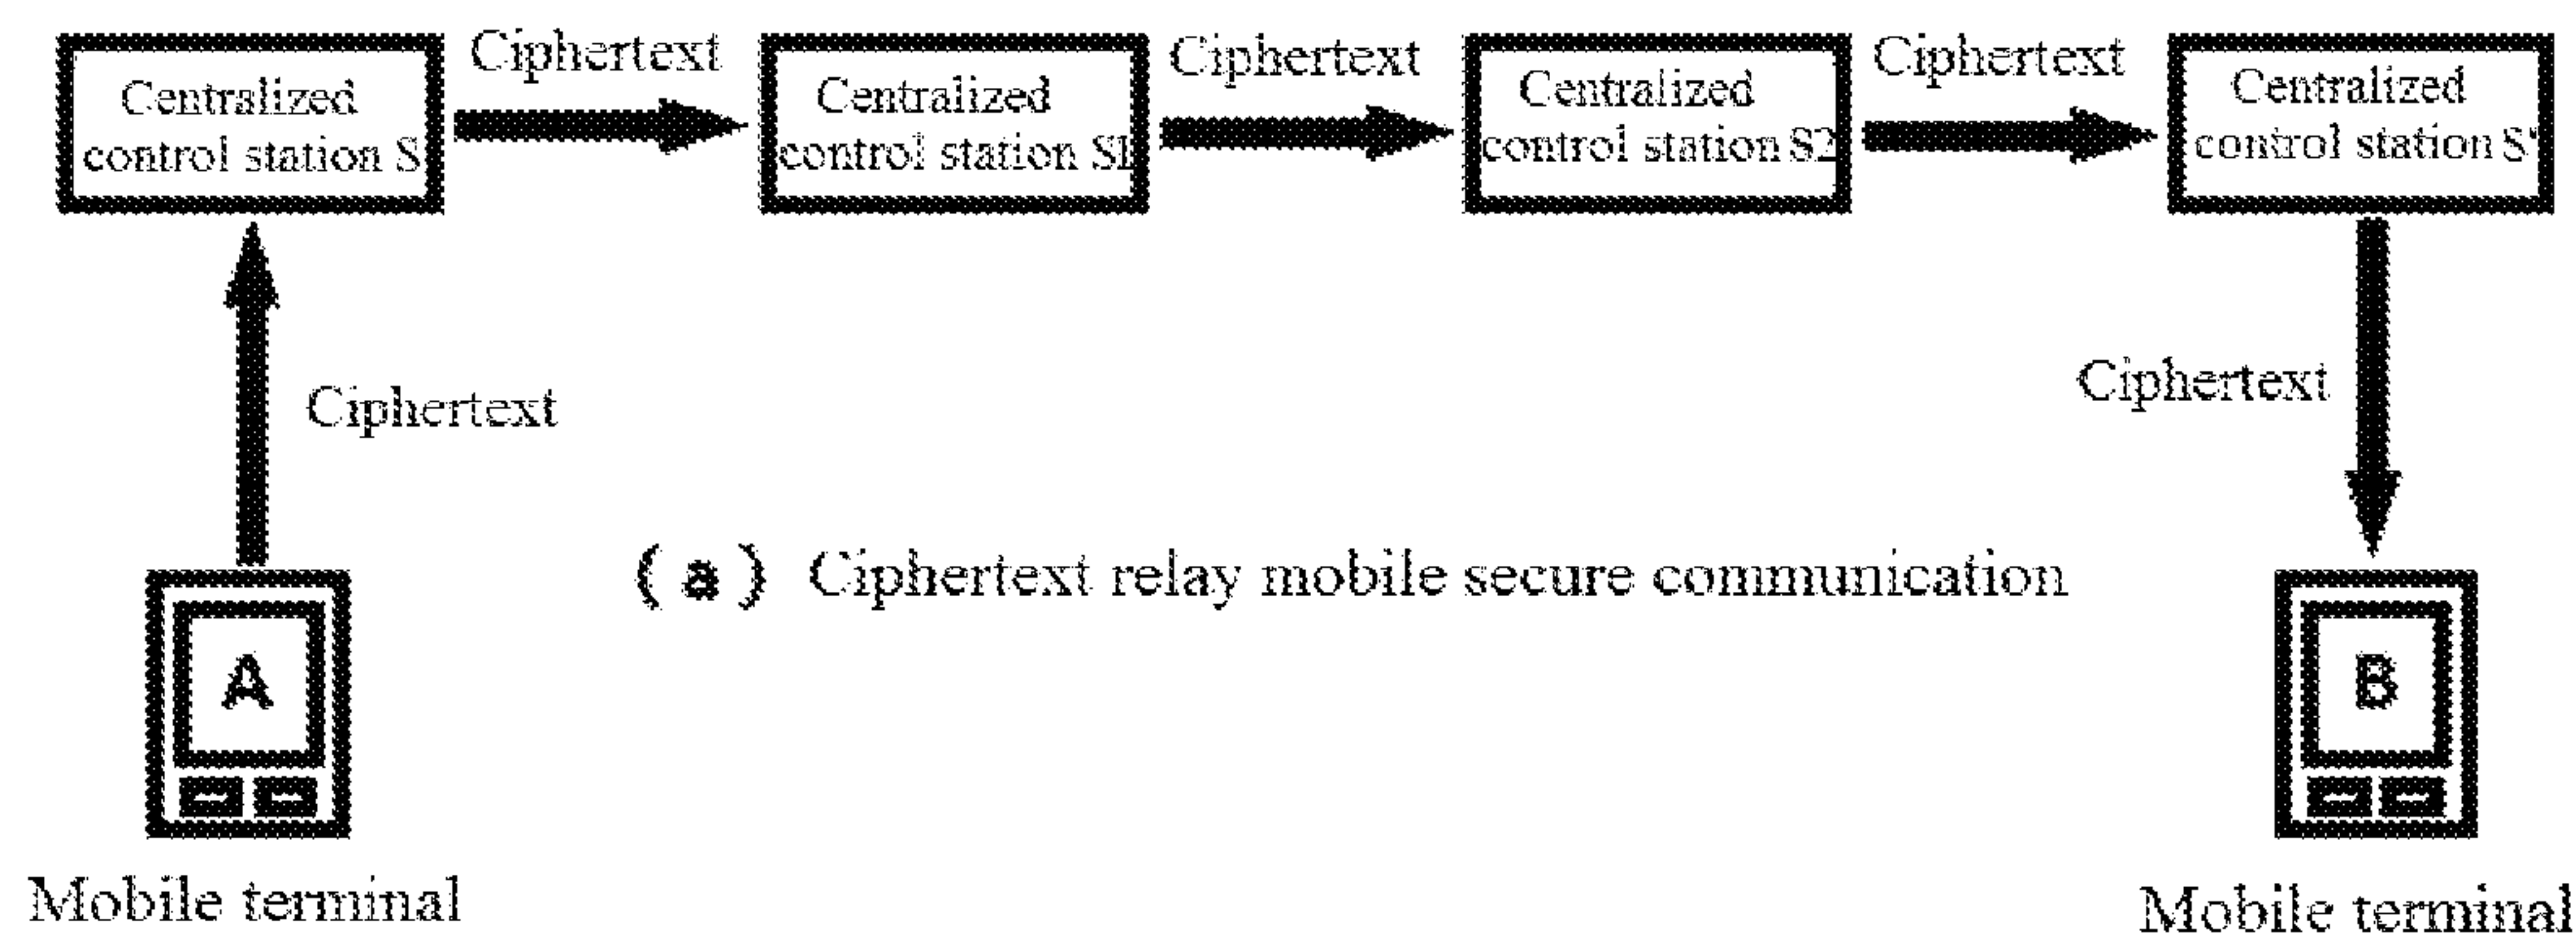 Ciphertext
Ciphertext
Ciphertext
Centralized
control station S
Centralized
control station S1
Centralized
control station S2
Centralized
control station S'
Ciphertext
Ciphertext
( a ) Ciphertext relay mobile secure communication
A
B
Mobile terminal
Mobile terminal